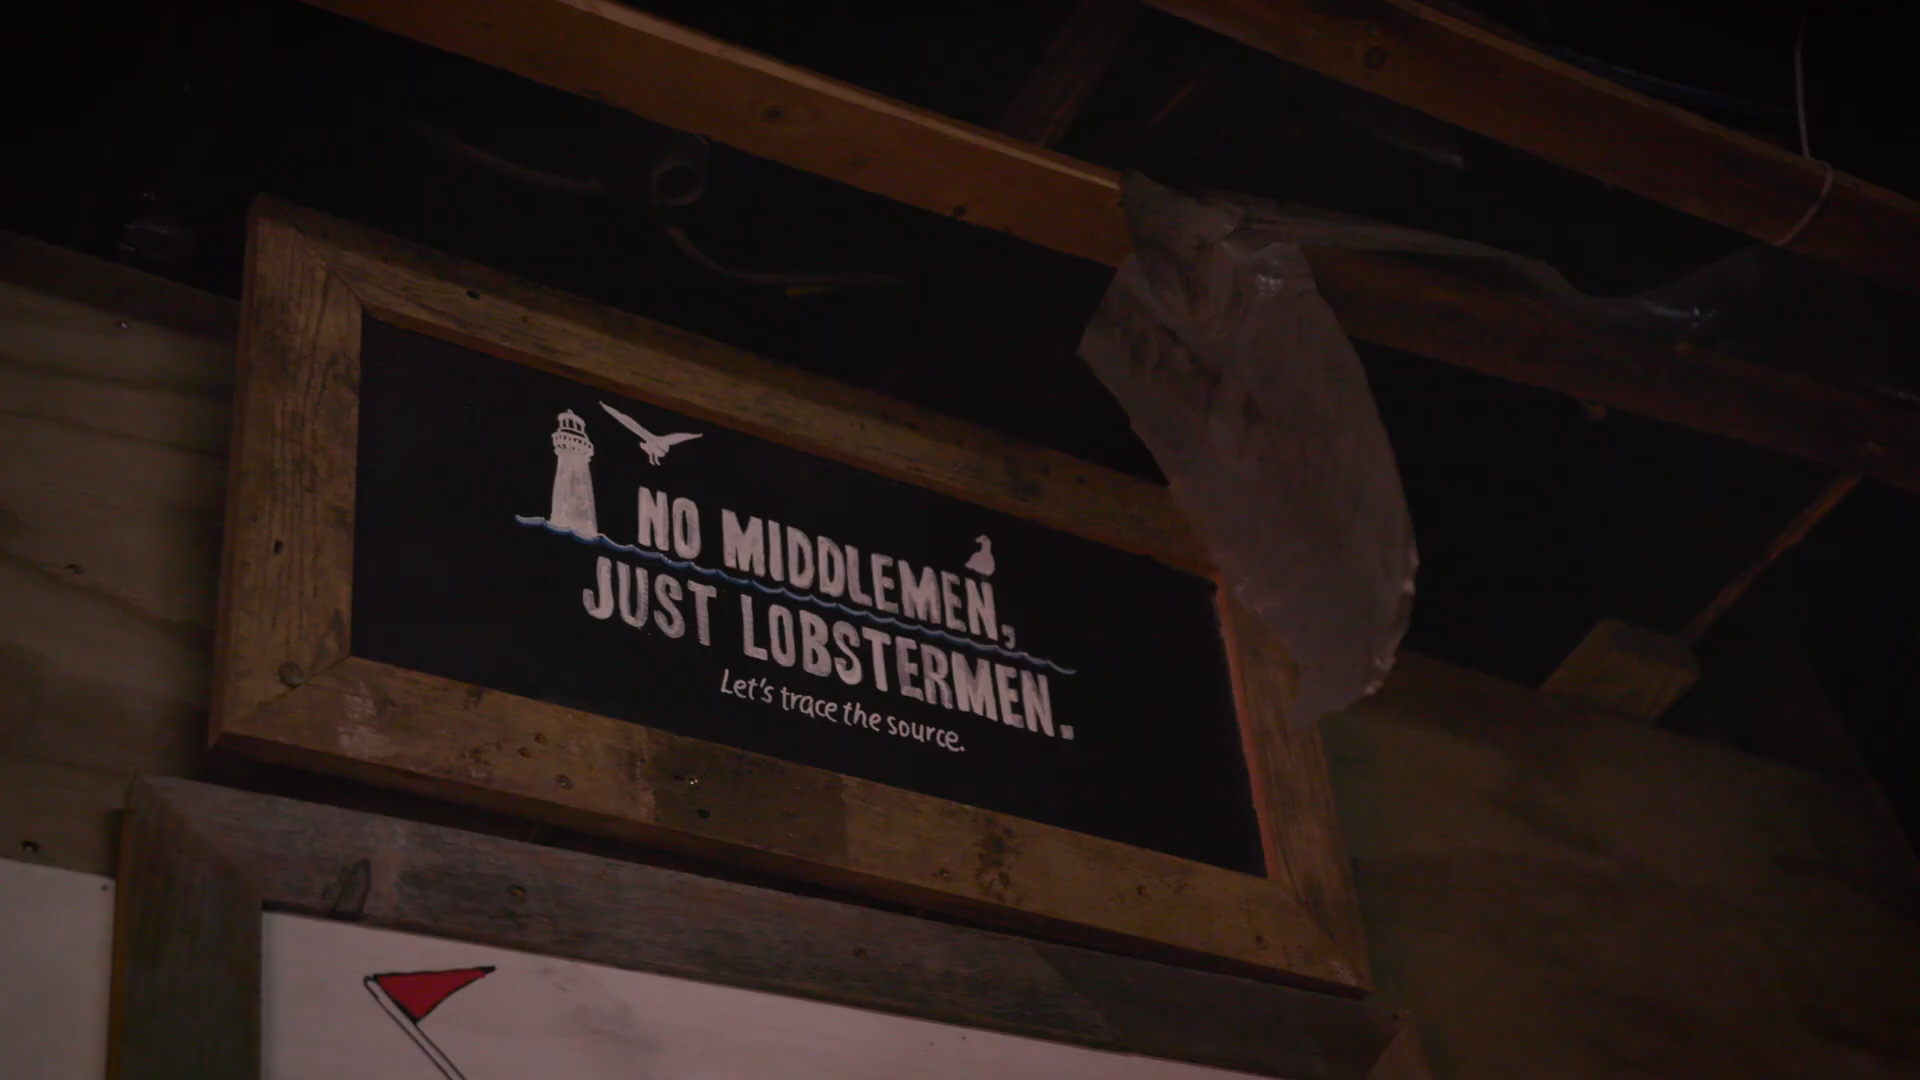 NO MIDDLEMEN,
JUST LOBSTERMEN.
Let's trace the source.